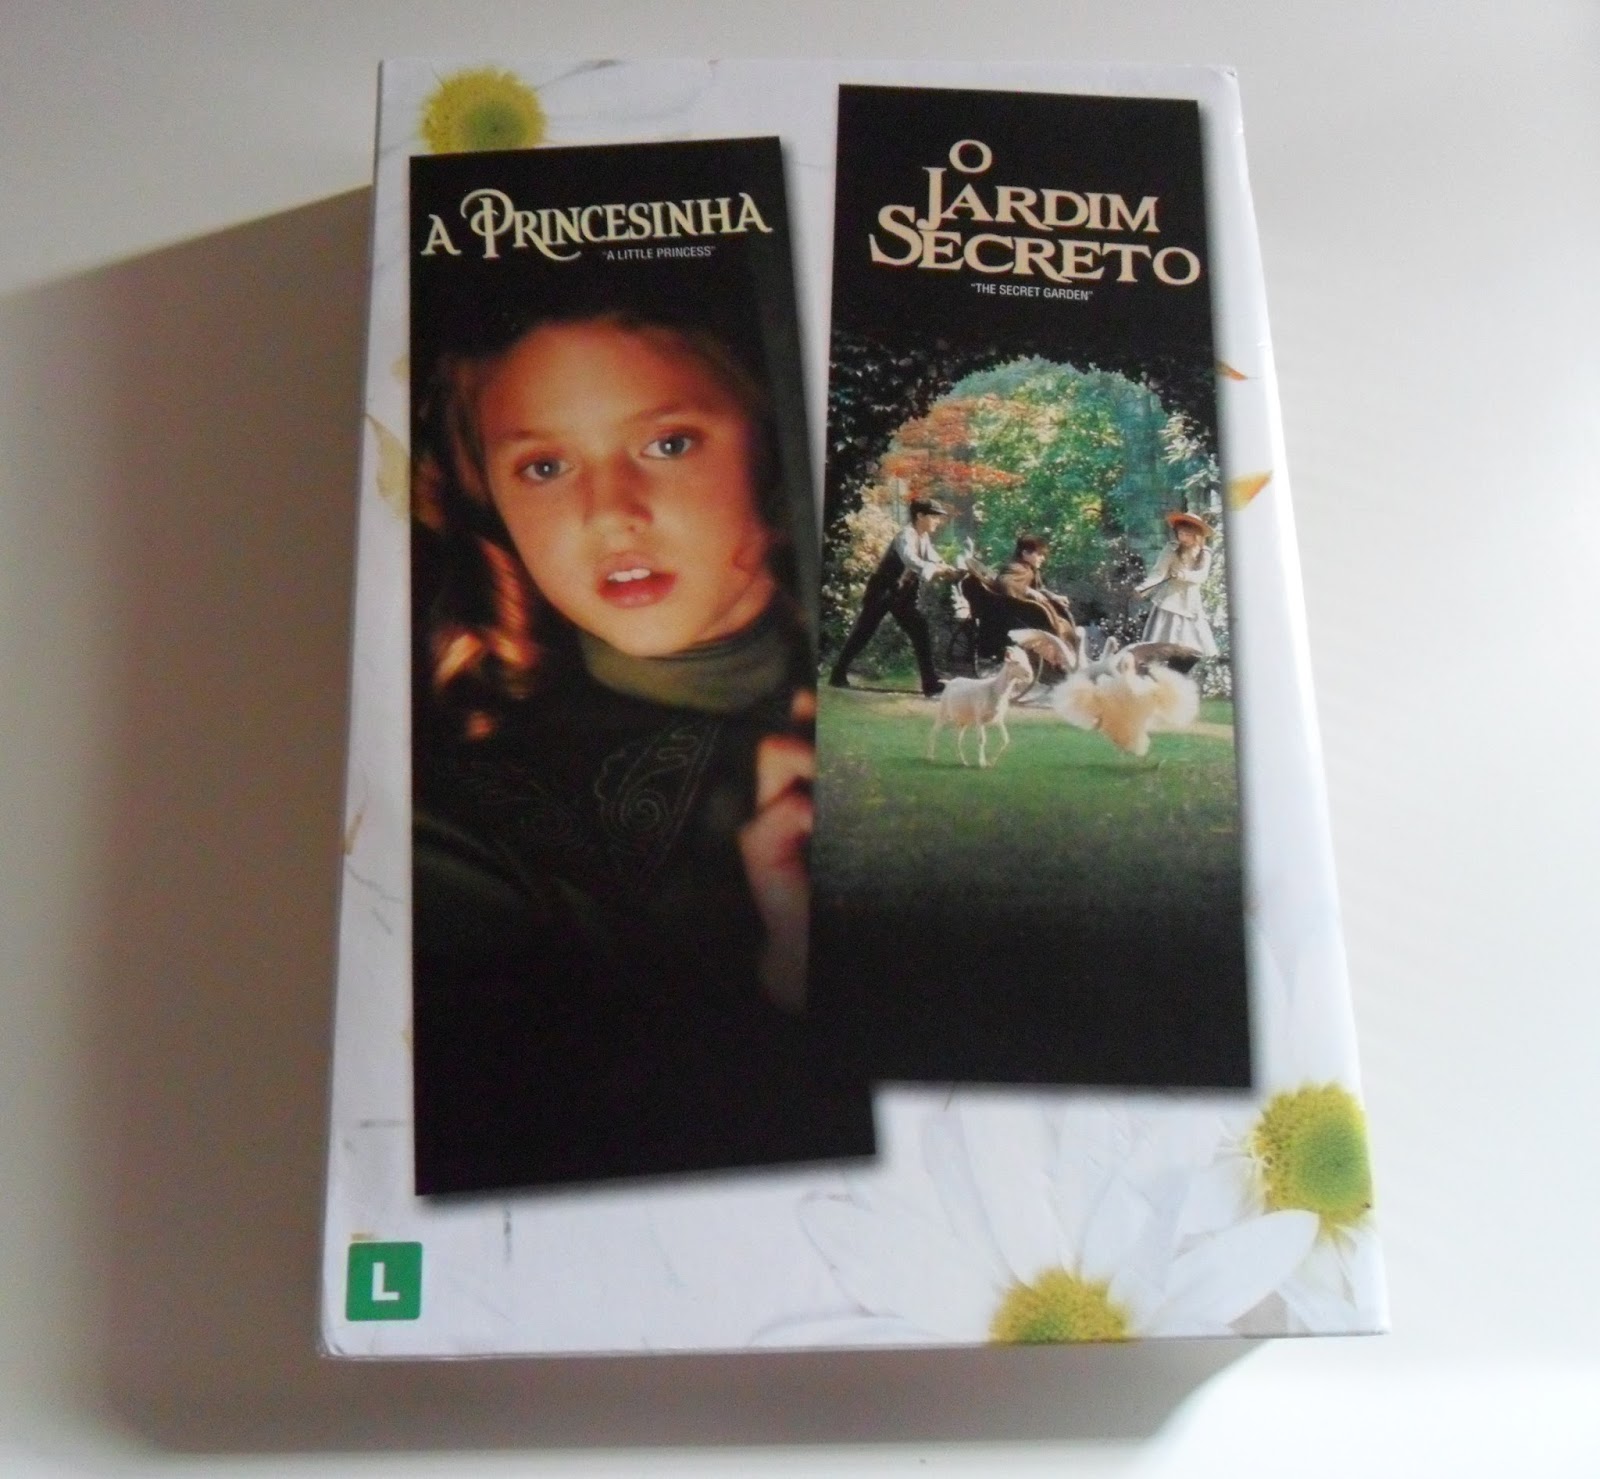 A PRINCESINHA
"A LITTLE PRINCESS"
O
JARDIM
SECRETO
"THE SECRET GARDEN"
L